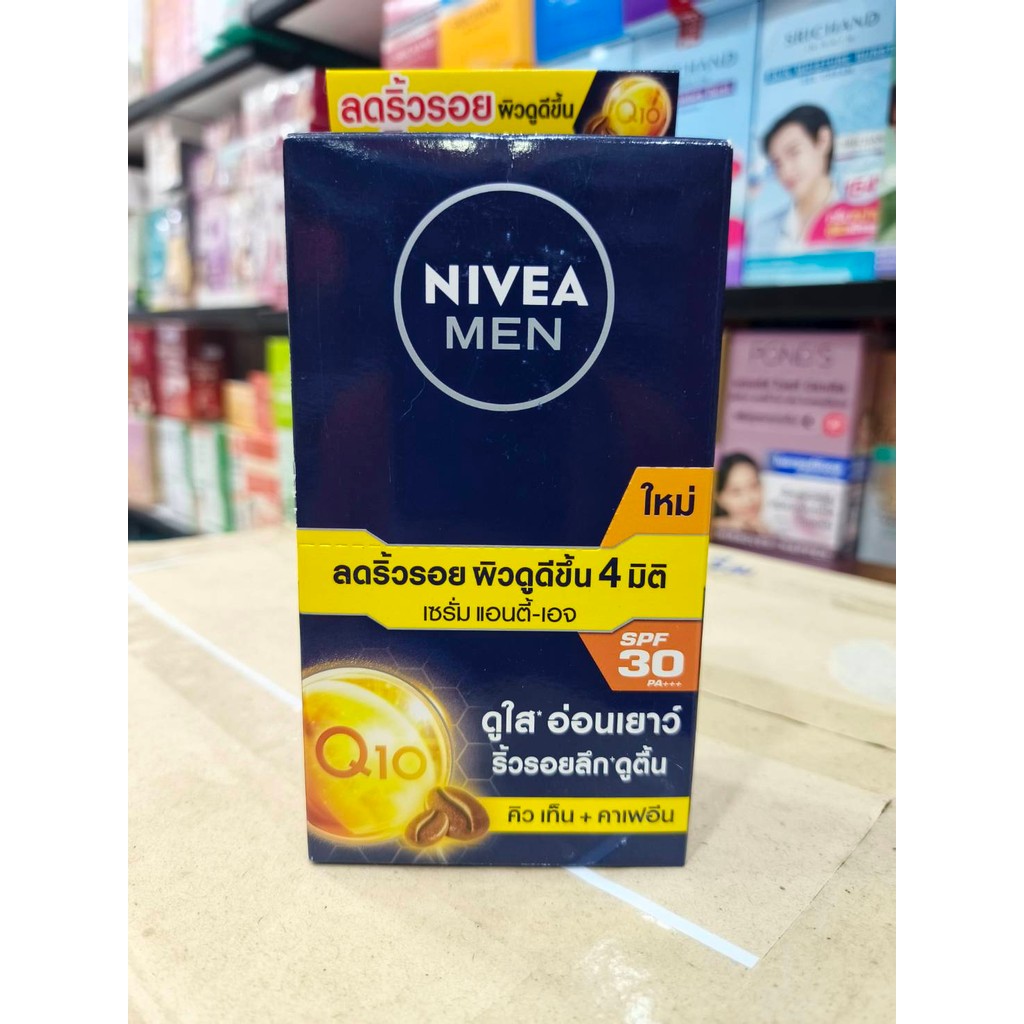 ลดริ้วรอย ผิวดูดีขึ้น
Q10
NIVEA
MEN
ใหม่
ลดริ้วรอย ผิวดูดีขึ้น 4 มิติ
เซรั่ม แอนตี้-เอจ
SPF
30
PA+++
ดูใส* อ่อนเยาว์
ริ้วรอยลึก*ดูตื้น
Q10
คิว เท็น + คาเฟอีน
SRICHAND
POND'S